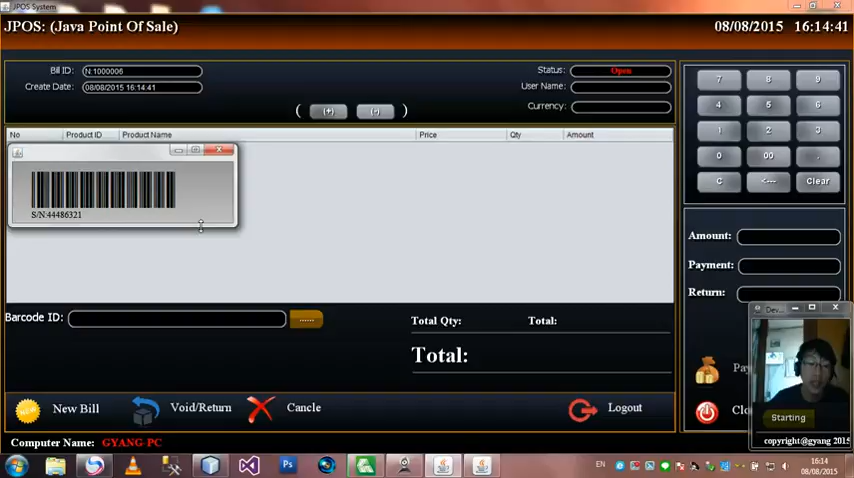 JPOS System
JPOS: (Java Point Of Sale)
08/08/2015 16:14:41
Bill ID: N:1000006
Create Date: 08/08/2015 16:14:41
Status: Open
User Name:
Currency:
( (+) (-) )
No Product ID Product Name Price Qty Amount
S/N:44486321
7 8 9
4 5 6
1 2 3
0 00 .
C <--- Clear
Amount:
Payment:
Return:
Barcode ID: ......
Total Qty: Total:
Total:
Dev...
Pay
Starting
Clo
copyright@gyang 2015
New Bill Void/Return Cancle Logout
Computer Name: GYANG-PC
EN
16:14
08/08/2015